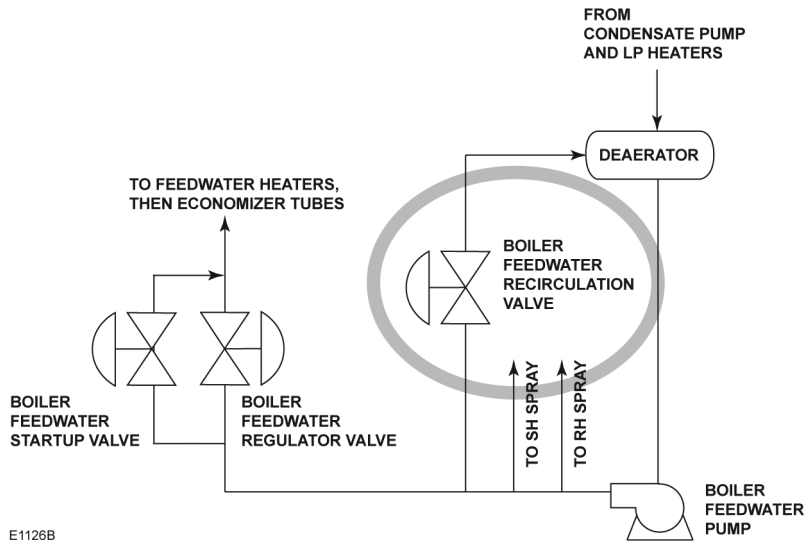 FROM
CONDENSATE PUMP
AND LP HEATERS
DEAERATOR
TO FEEDWATER HEATERS,
THEN ECONOMIZER TUBES
BOILER
FEEDWATER
RECIRCULATION
VALVE
BOILER
FEEDWATER
STARTUP VALVE
BOILER
FEEDWATER
REGULATOR VALVE
TO SH SPRAY
TO RH SPRAY
BOILER
FEEDWATER
PUMP
E1126B